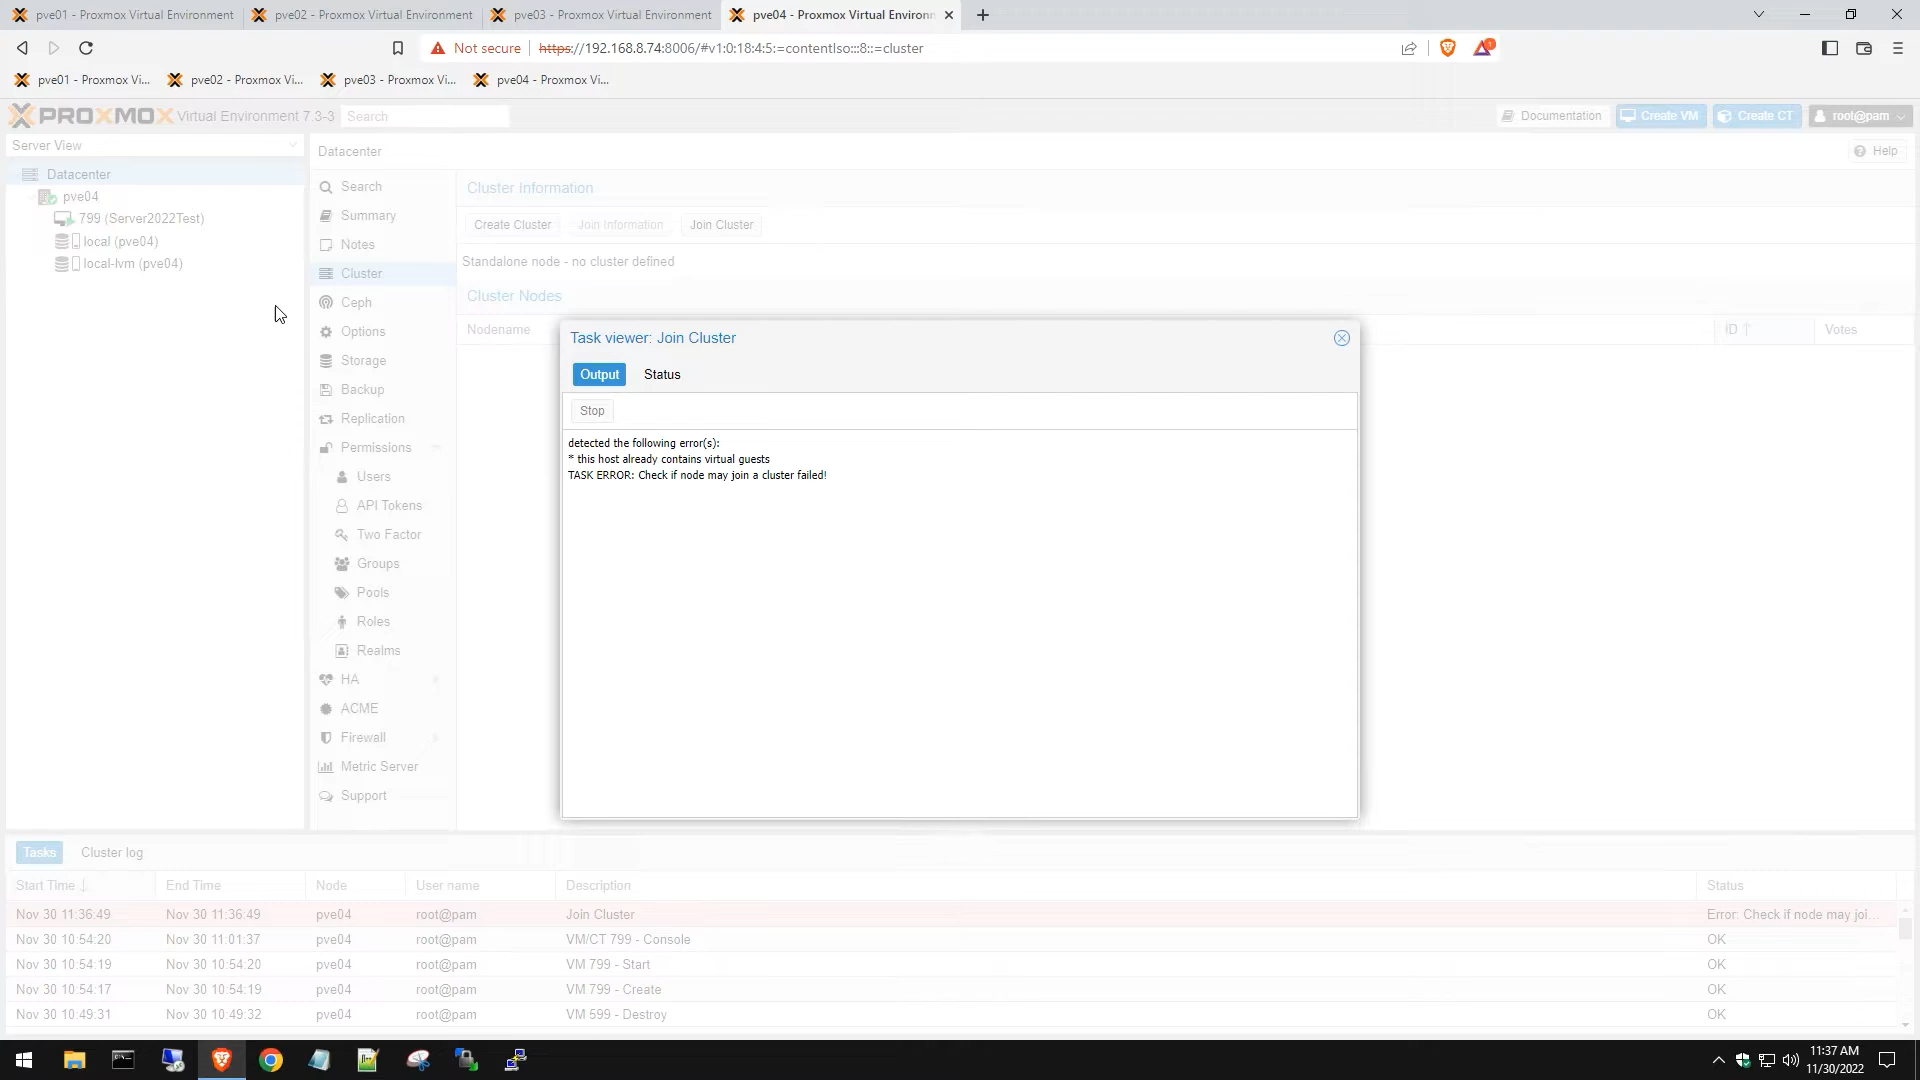 pve01 - Proxmox Virtual Environment
pve02 - Proxmox Virtual Environment
pve03 - Proxmox Virtual Environment
pve04 - Proxmox Virtual Environ
Not secure
https://192.168.8.74:8006/#v1:0:18:4:5:=contentIso:::8::=cluster
1
pve01 - Proxmox Vi...
pve02 - Proxmox Vi...
pve03 - Proxmox Vi...
pve04 - Proxmox Vi...
PROXMOX Virtual Environment 7.3-3
Search
Documentation
Create VM
Create CT
root@pam
Server View
Datacenter
pve04
799 (Server2022Test)
local (pve04)
local-lvm (pve04)
Datacenter
Help
Search
Summary
Notes
Cluster
Ceph
Options
Storage
Backup
Replication
Permissions
Users
API Tokens
Two Factor
Groups
Pools
Roles
Realms
HA
ACME
Firewall
Metric Server
Support
Cluster Information
Create Cluster
Join Information
Join Cluster
Standalone node - no cluster defined
Cluster Nodes
Nodename
ID
Votes
Task viewer: Join Cluster
Output
Status
Stop
detected the following error(s):
* this host already contains virtual guests
TASK ERROR: Check if node may join a cluster failed!
Tasks
Cluster log
Start Time End Time Node User name Description Status
Nov 30 11:36:49 Nov 30 11:36:49 pve04 root@pam Join Cluster Error: Check if node may joi...
Nov 30 10:54:20 Nov 30 11:01:37 pve04 root@pam VM/CT 799 - Console OK
Nov 30 10:54:19 Nov 30 10:54:20 pve04 root@pam VM 799 - Start OK
Nov 30 10:54:17 Nov 30 10:54:19 pve04 root@pam VM 799 - Create OK
Nov 30 10:49:31 Nov 30 10:49:32 pve04 root@pam VM 599 - Destroy OK
11:37 AM
11/30/2022